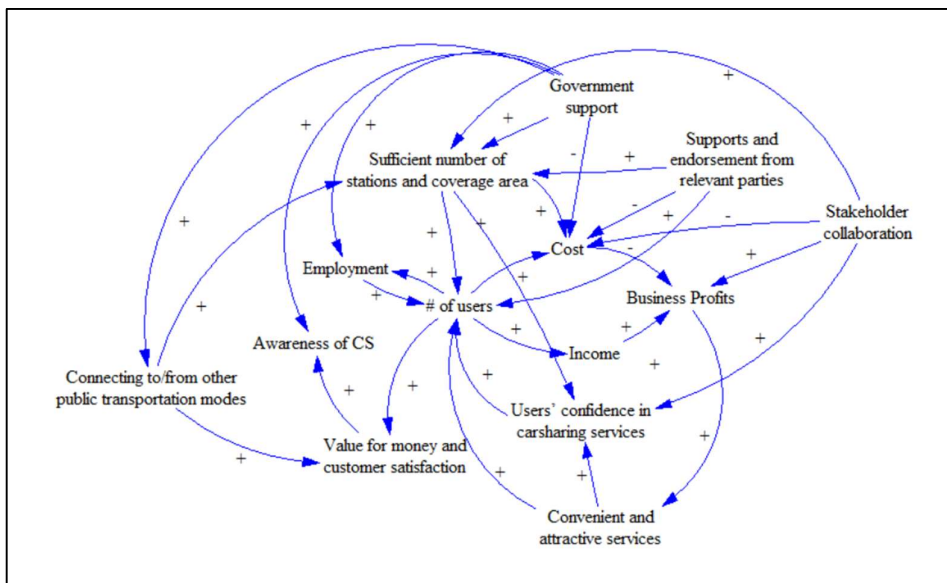 Government
support
Supports and
endorsement from
relevant parties
Sufficient number of
stations and coverage area
Stakeholder
collaboration
Cost
Employment
Business Profits
# of users
Awareness of CS
Income
Connecting to/from other
public transportation modes
Users’ confidence in
carsharing services
Value for money and
customer satisfaction
Convenient and
attractive services
+
+
+
+
-
+
+
+
+
+
-
+
-
+
+
-
+
+
+
+
+
+
+
+
+
+
+
+
+